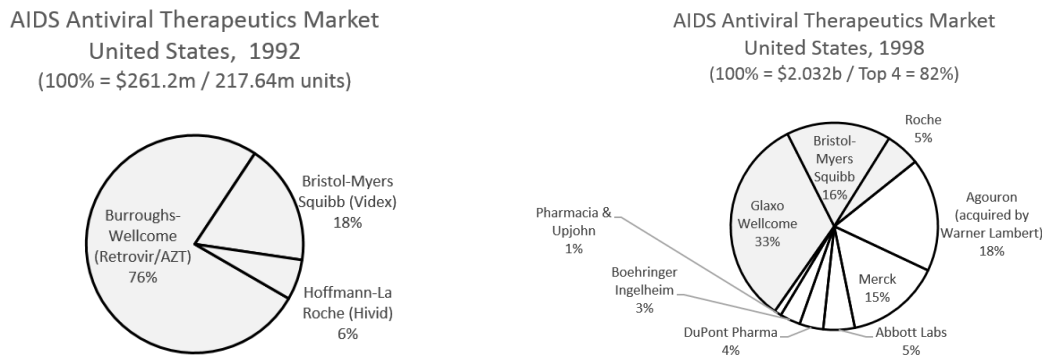 AIDS Antiviral Therapeutics Market
United States,  1992
(100% = $261.2m / 217.64m units)
Burroughs-
Wellcome
(Retrovir/AZT)
76%
Bristol-Myers
Squibb (Videx)
18%
Hoffmann-La
Roche (Hivid)
6%
AIDS Antiviral Therapeutics Market
United States, 1998
(100% = $2.032b / Top 4 = 82%)
Bristol-
Myers
Squibb
16%
Roche
5%
Agouron
(acquired by
Warner Lambert)
18%
Merck
15%
Abbott Labs
5%
DuPont Pharma
4%
Boehringer
Ingelheim
3%
Pharmacia &
Upjohn
1%
Glaxo
Wellcome
33%